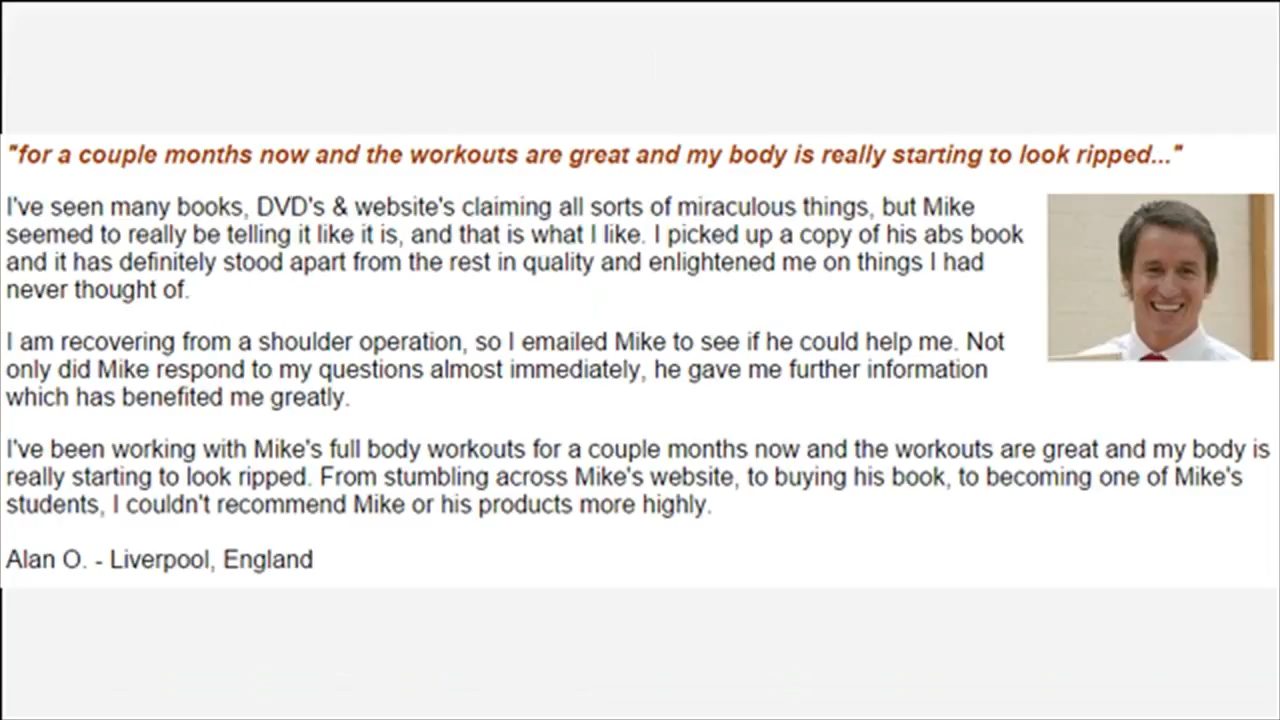 "for a couple months now and the workouts are great and my body is really starting to look ripped..."
I've seen many books, DVD's & website's claiming all sorts of miraculous things, but Mike
seemed to really be telling it like it is, and that is what I like. I picked up a copy of his abs book
and it has definitely stood apart from the rest in quality and enlightened me on things I had
never thought of.
I am recovering from a shoulder operation, so I emailed Mike to see if he could help me. Not
only did Mike respond to my questions almost immediately, he gave me further information
which has benefited me greatly.
I've been working with Mike's full body workouts for a couple months now and the workouts are great and my body is
really starting to look ripped. From stumbling across Mike's website, to buying his book, to becoming one of Mike's
students, I couldn't recommend Mike or his products more highly.
Alan O. - Liverpool, England